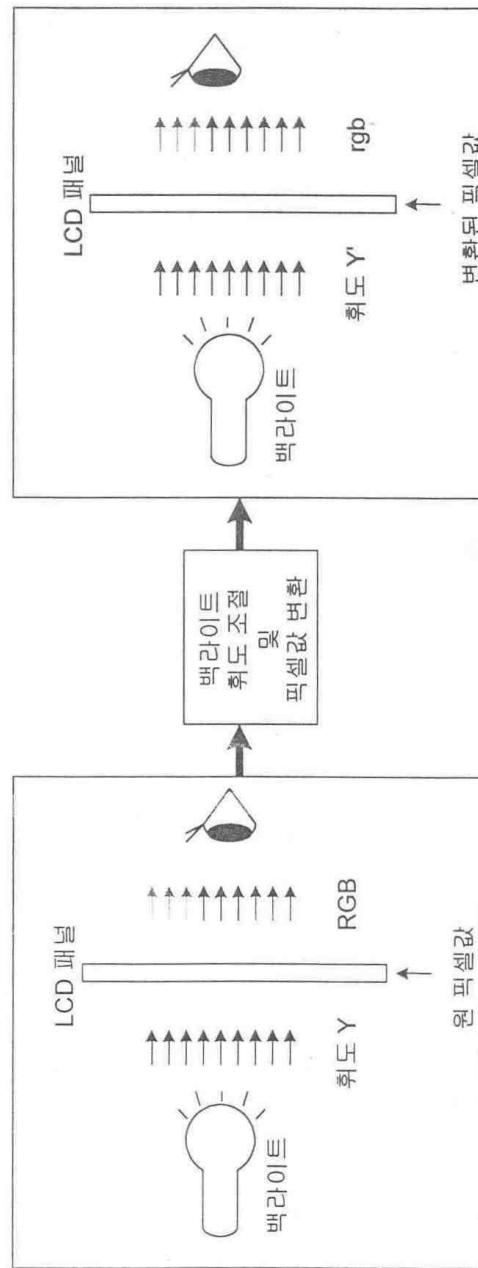 LCD 패널
백라이트
휘도 Y
RGB
원 픽셀값
백라이트
휘도 조절
및
픽셀값 변환
LCD 패널
백라이트
휘도 Y'
rgb
변환된 픽셀값